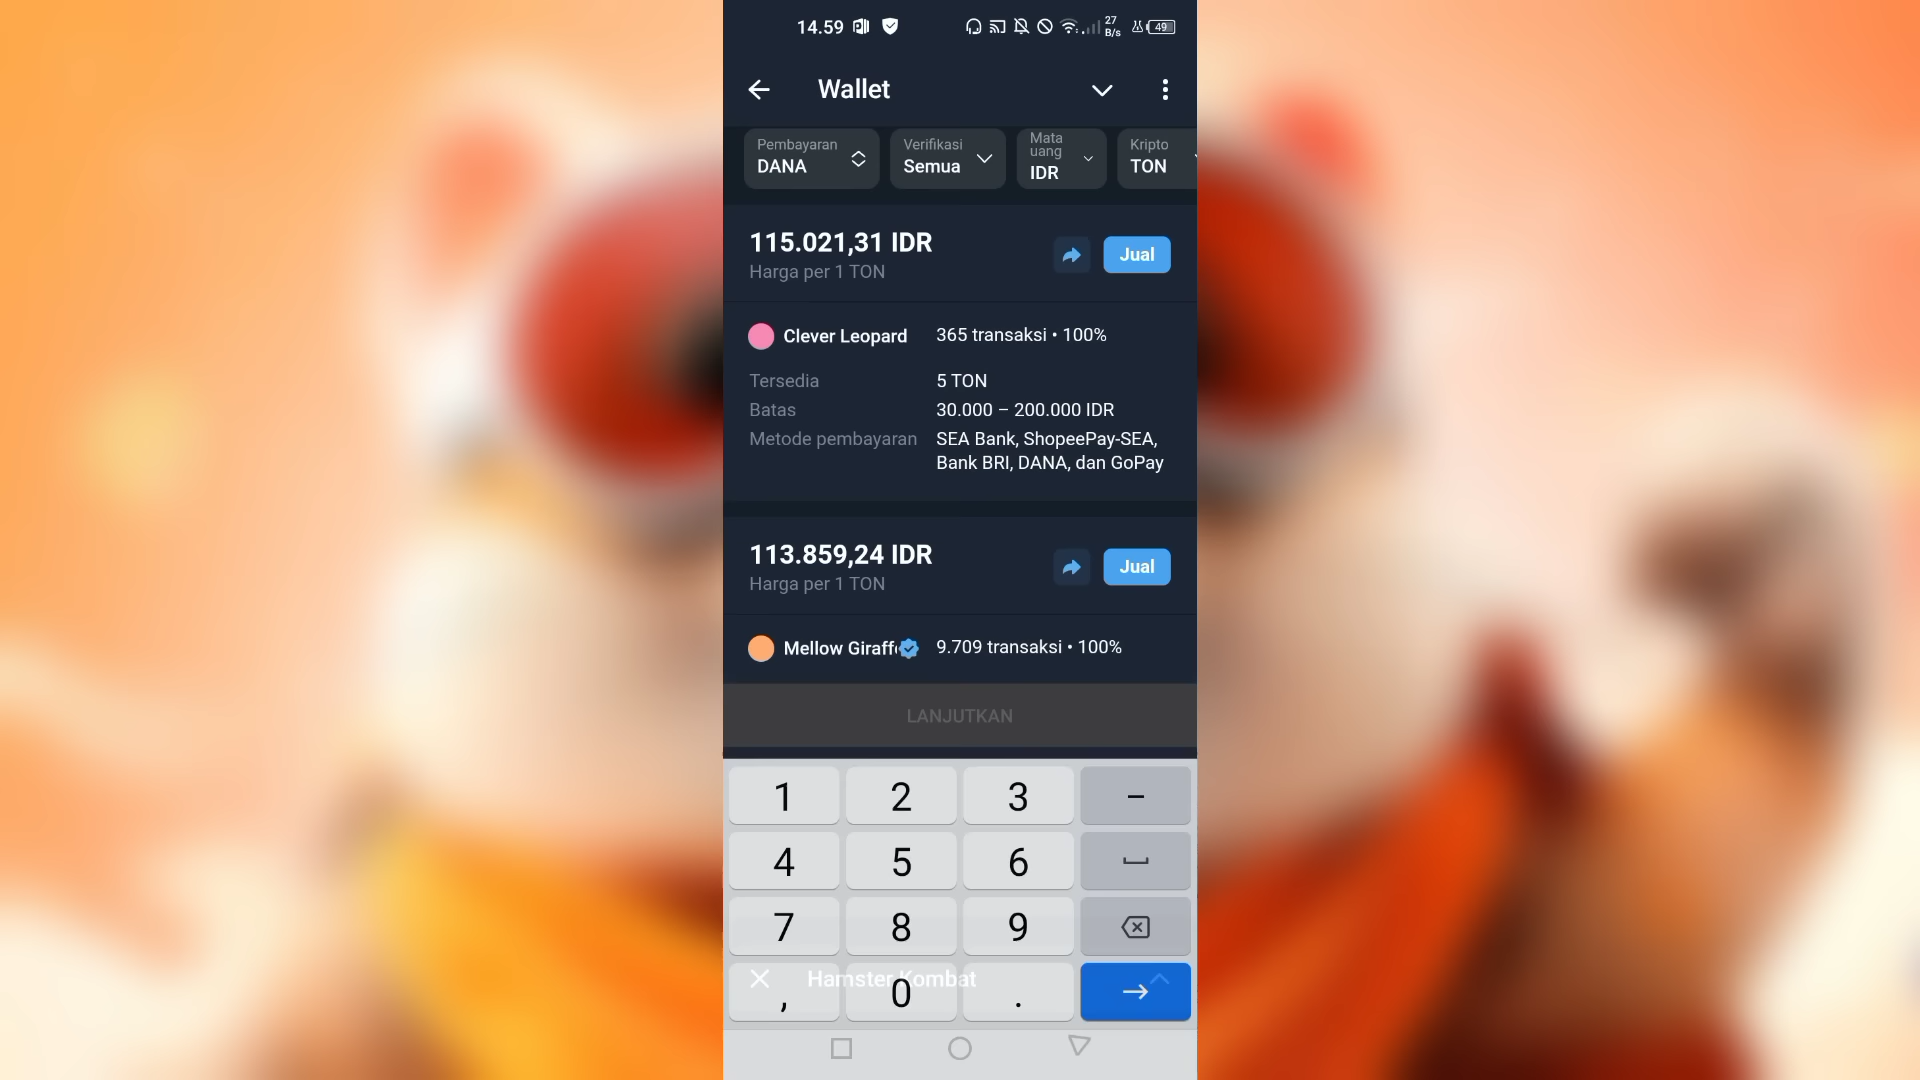 14.59
27
B/s
49
Wallet
Pembayaran
DANA
Verifikasi
Semua
Mata
uang
IDR
Kripto
TON
115.021,31 IDR
Harga per 1 TON
Jual
Clever Leopard
365 transaksi • 100%
Tersedia
5 TON
Batas
30.000 – 200.000 IDR
Metode pembayaran
SEA Bank, ShopeePay-SEA,
Bank BRI, DANA, dan GoPay
113.859,24 IDR
Harga per 1 TON
Jual
Mellow Giraff
9.709 transaksi • 100%
LANJUTKAN
1 2 3 –
4 5 6
7 8 9
Hamster Kombat
, 0 .